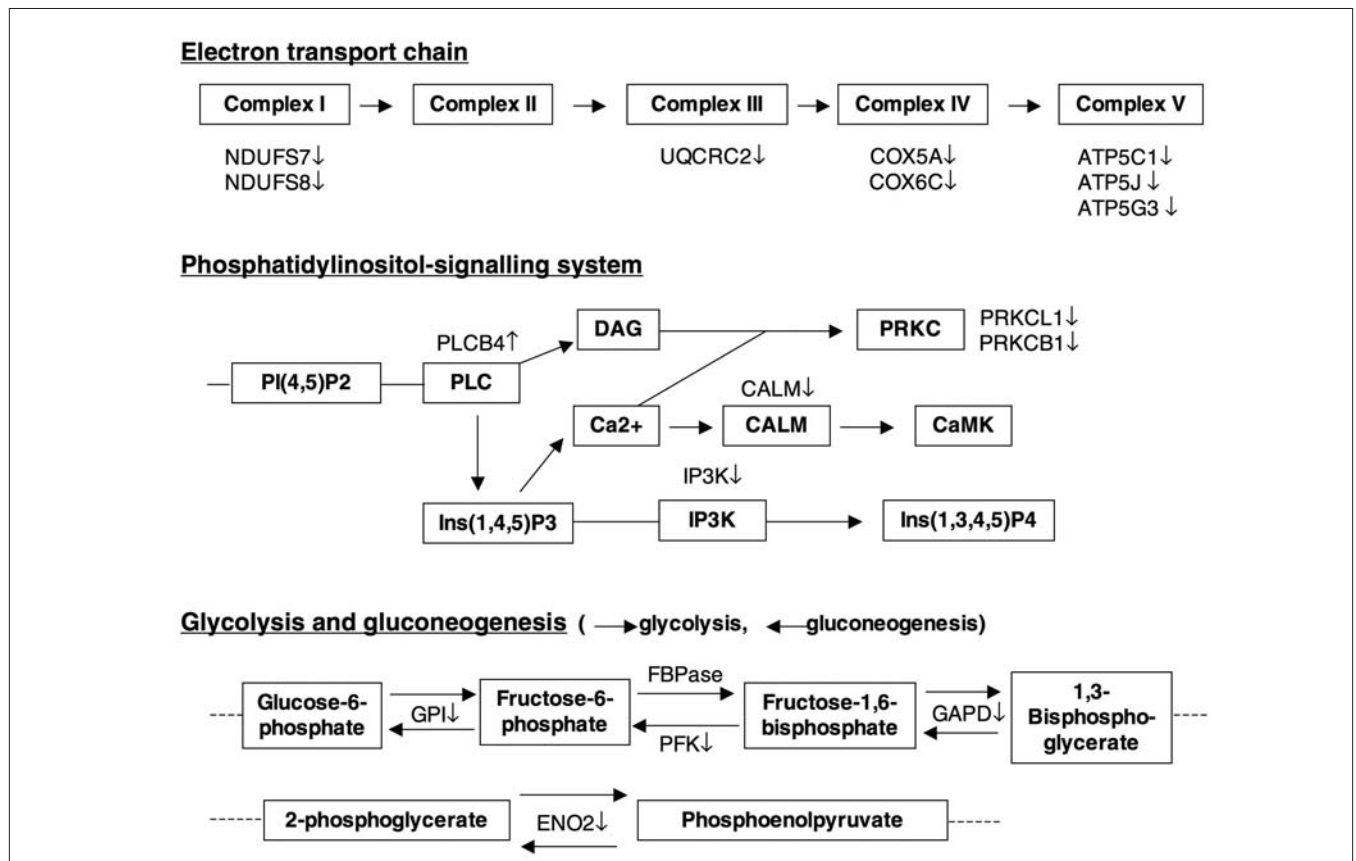 Electron transport chain
Complex I Complex II Complex III Complex IV Complex V
NDUFS7↓ UQCRC2↓ COX5A↓ ATP5C1↓
NDUFS8↓ COX6C↓ ATP5J↓
ATP5G3↓
Phosphatidylinositol-signalling system
DAG PRKC PRKCL1↓
PLCB4↑ PRKCB1↓
PI(4,5)P2 PLC CALM↓
Ca2+ CALM CaMK
IP3K↓
Ins(1,4,5)P3 IP3K Ins(1,3,4,5)P4
Glycolysis and gluconeogenesis ( → glycolysis, ← gluconeogenesis)
FBPase
Glucose-6-
phosphate
GPI↓
Fructose-6-
phosphate
PFK↓
Fructose-1,6-
bisphosphate
GAPD↓
1,3-
Bisphospho-
glycerate
2-phosphoglycerate ENO2↓ Phosphoenolpyruvate